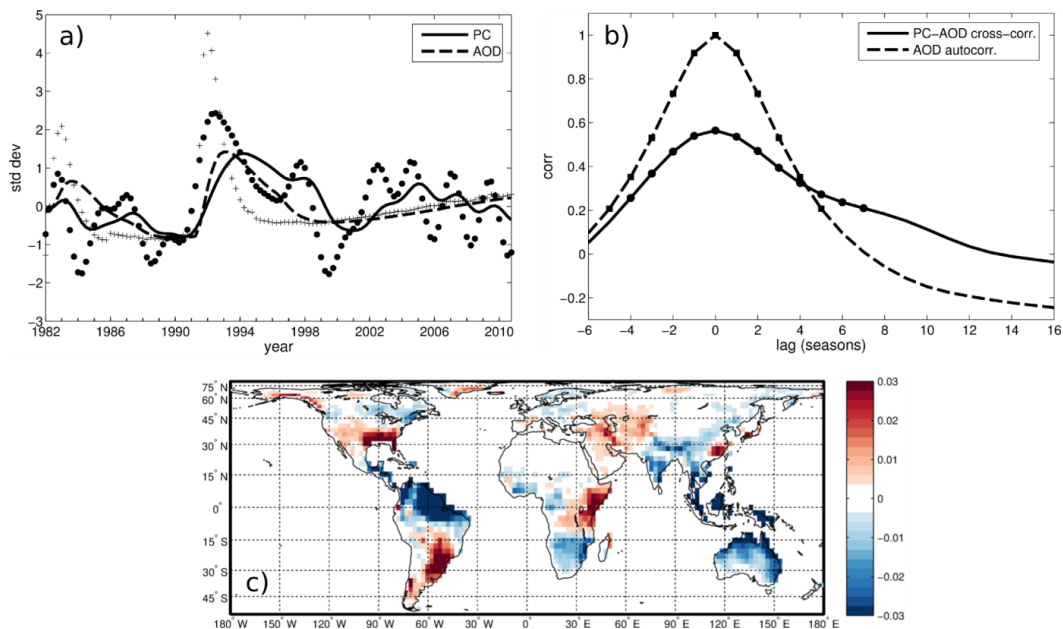 a)
PC
AOD
std dev
5
4
3
2
1
0
−1
−2
−3
1982 1986 1990 1994 1998 2002 2006 2010
year
b)
PC−AOD cross−corr.
AOD autocorr.
corr
1
0.8
0.6
0.4
0.2
0
−0.2
−6 −4 −2 0 2 4 6 8 10 12 14 16
lag (seasons)
c)
75° N
60° N
45° N
30° N
15° N
0°
15° S
30° S
45° S
180° W 150° W 120° W 90° W 60° W 30° W 0° 30° E 60° E 90° E 120° E 150° E 180° E
0.03
0.02
0.01
0
−0.01
−0.02
−0.03